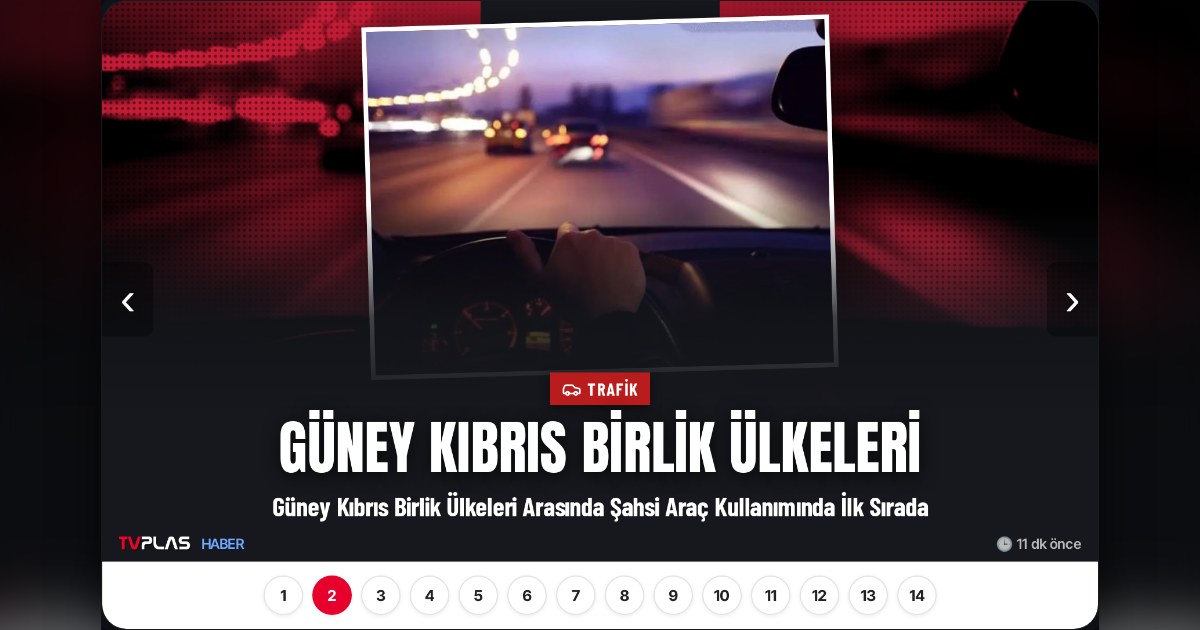 TRAFİK
GÜNEY KIBRIS BİRLİK ÜLKELERİ
Güney Kıbrıs Birlik Ülkeleri Arasında Şahsi Araç Kullanımında İlk Sırada
TVPLAS HABER
11 dk önce
1 2 3 4 5 6 7 8 9 10 11 12 13 14